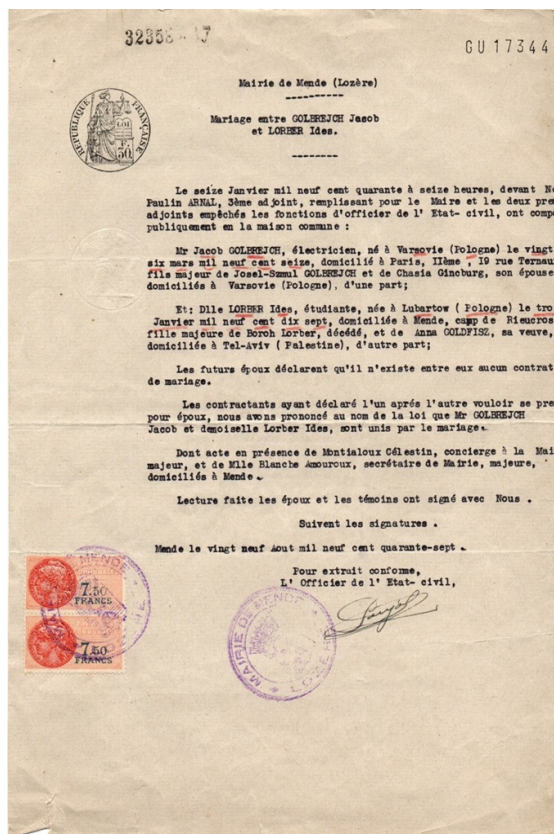 32353 - 17
GU 17344
Mairie de Mende (Lozère)
Mariage entre GOLBREJCH Jacob
et LORBER Ides.
RÉPUBLIQUE FRANÇAISE
Le seize Janvier mil neuf cent quarante à seize heures, devant
Paulin ARNAL, 3ème adjoint, remplissant pour le Maire et les deux
adjoints empêchés les fonctions d'officier de l' Etat- civil, ont
publiquement en la maison commune :
Mr Jacob GOLBREJCH, électricien, né à Varsovie (Pologne) le vingt
six mars mil neuf cent seize, domicilié à Paris, IIème , I9 rue Ternaux
fils majeur de Josel-Szmul GOLBREJCH et de Chasia Gincburg, son épouse
domiciliés à Varsovie (Pologne), d'une part;
Et: Dlle LORBER Ides, étudiante, née à Lubartow ( Pologne) le
Janvier mil neuf cent dix sept, domiciliée à Mende, camp de Rieucros
fille majeure de Boroh Lorber, décédé, et de Anna GOLDFISZ, sa veuve,
domiciliée à Tel-Aviv ( Palestine), d'autre part;
Les futurs époux déclarent qu'il n'existe entre eux aucun contrat
de mariage.
Les contractants ayant déclaré l'un aprés l'autre vouloir se
pour époux, nous avons prononcé au nom de la loi que Mr GOLBREJCH
Jacob et demoiselle Lorber Ides, sont unis par le mariage.
Dont acte en présence de Montialoux Célestin, concierge à la
majeur, et de Mlle Blanche Amouroux, secrétaire de Mairie, majeure,
domiciliés à Mende.
Lecture faite les époux et les témoins ont signé avec Nous .
Suivent les signatures .
Mende le vingt neuf Aout mil neuf cent quarante-sept .
Pour extruit conforme,
L' Officier de l' Etat- civil,
MENDE
7,50
FRANCS
7,50
FRANCS
MAIRIE DE MENDE
LOZERE